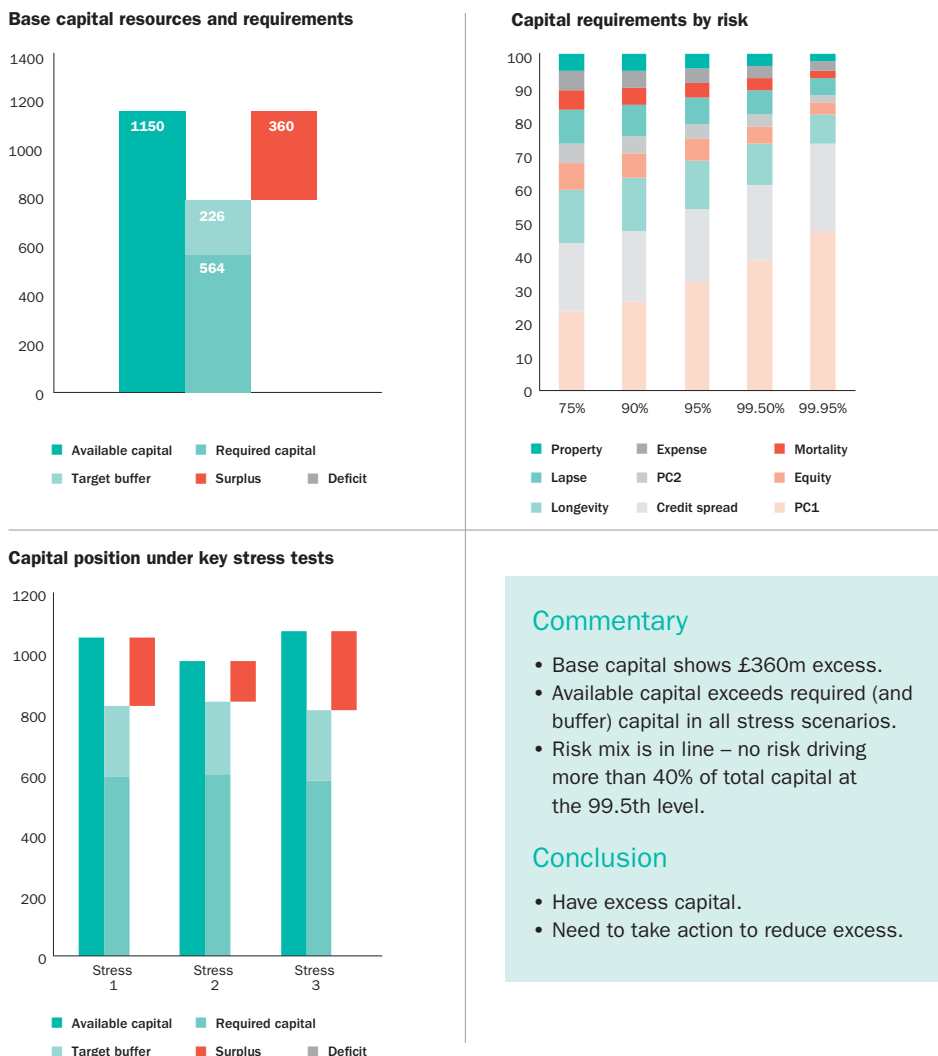 Base capital resources and requirements
1400
1200
1000
800
600
400
200
0
1150
360
226
564
Available capital
Required capital
Target buffer
Surplus
Deficit
Capital requirements by risk
100
90
80
70
60
50
40
30
20
10
0
75%
90%
95%
99.50%
99.95%
Property
Expense
Mortality
Lapse
PC2
Equity
Longevity
Credit spread
PC1
Capital position under key stress tests
1200
1000
800
600
400
200
0
Stress
1
Stress
2
Stress
3
Available capital
Required capital
Target buffer
Surplus
Deficit
Commentary
• Base capital shows £360m excess.
• Available capital exceeds required (and
buffer) capital in all stress scenarios.
• Risk mix is in line – no risk driving
more than 40% of total capital at
the 99.5th level.
Conclusion
• Have excess capital.
• Need to take action to reduce excess.